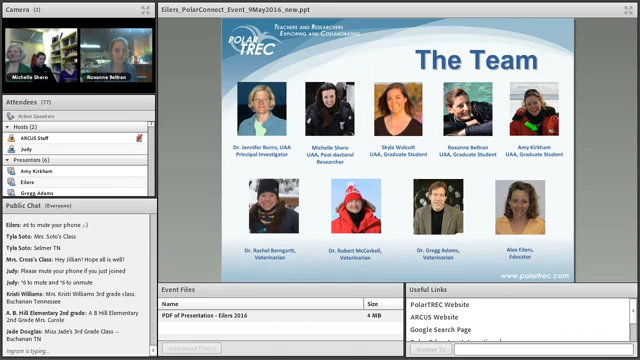 Camera (2)
Michelle Shero
Roxanne Beltran
Attendees (77)
Active Speakers
Hosts (2)
ARCUS Staff
Judy
Presenters (6)
Amy Kirkham
Eilers
Gregg Adams
Public Chat (Everyone)
Eilers: #6 to mute your phone ;-)
Tyla Soto: Mrs. Soto's Class
Tyla Soto: Selmer TN
Mrs. Cross's Class: Hey Jillian! Hope all is well!
Judy: Please mute your phone if you just joined
Judy: *6 to mute and *6 to unmute
Kristi Williams: Mrs. Kristi Williams 3rd grade class. Buchanan Tennessee
A. B. Hill Elementary 2nd grade: A B Hill Elementary 2nd Grade Mrs. Curole
Jade Douglas: Miss Jade's 3rd Grade Class -- Buchanan TN
ingram is typing...
Eilers_PolarConnect_Event_9May2016_new.ppt
TEACHERS AND RESEARCHERS
EXPLORING AND COLLABORATING
POLAR
TREC
The Team
Dr. Jennifer Burns, UAA
Principal Investigator
Michelle Shero
UAA, Post-doctoral
Researcher
Skyla Walcott
UAA, Graduate Student
Roxanne Beltran
UAA, Graduate Student
Amy Kirkham
UAA, Graduate Student
Dr. Rachel Berngartt,
Veterinarian
Dr. Robert McCorkell,
Veterinarian
Dr. Gregg Adams,
Veterinarian
Alex Eilers,
Educator
www.polartrec.com
Event Files
Name
Size
PDF of Presentation - Eilers 2016
4 MB
Download File(s)
Useful Links
PolarTREC Website
ARCUS Website
Google Search Page
Browse To